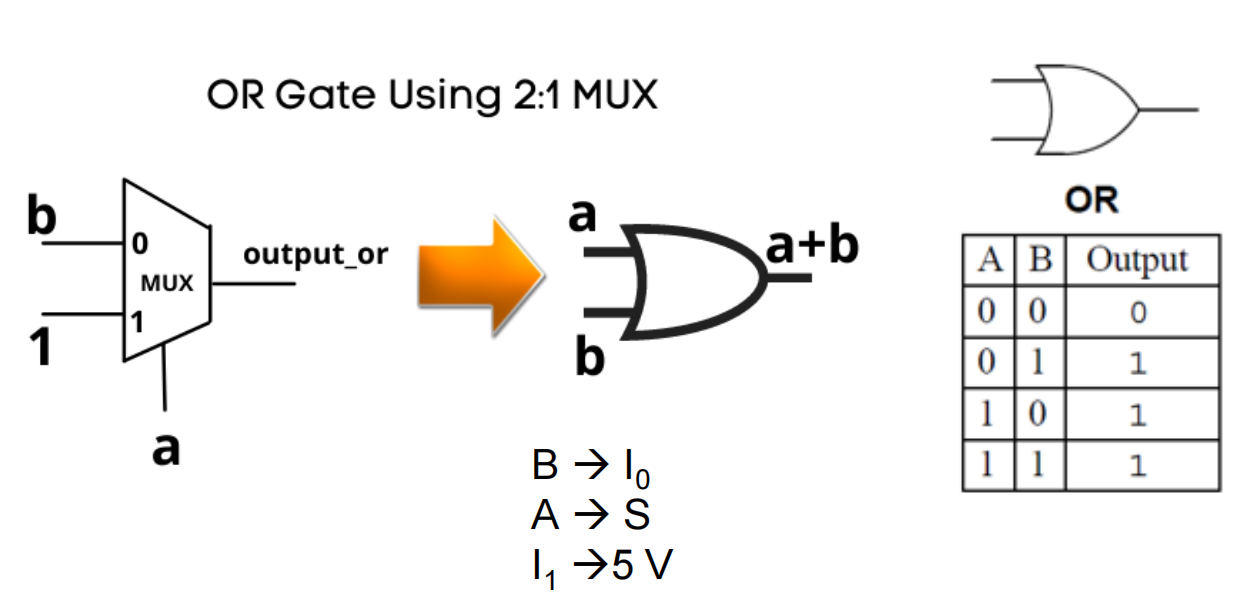 OR Gate Using 2:1 MUX
b
0
MUX
1
1
a
output_or
a
b
a+b
B → I₀
A → S
I₁ →5 V
OR
A B Output
0 0 0
0 1 1
1 0 1
1 1 1